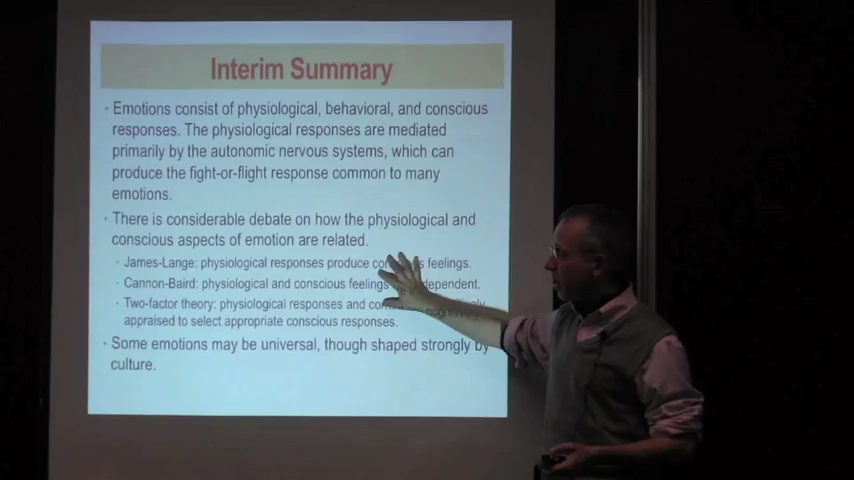 Interim Summary
Emotions consist of physiological, behavioral, and conscious
responses. The physiological responses are mediated
primarily by the autonomic nervous systems, which can
produce the fight-or-flight response common to many
emotions.
There is considerable debate on how the physiological and
conscious aspects of emotion are related.
James-Lange: physiological responses produce feelings.
Cannon-Baird: physiological and conscious feelings
Two-factor theory: physiological responses and
appraised to select appropriate conscious responses.
Some emotions may be universal, though shaped strongly by
culture.